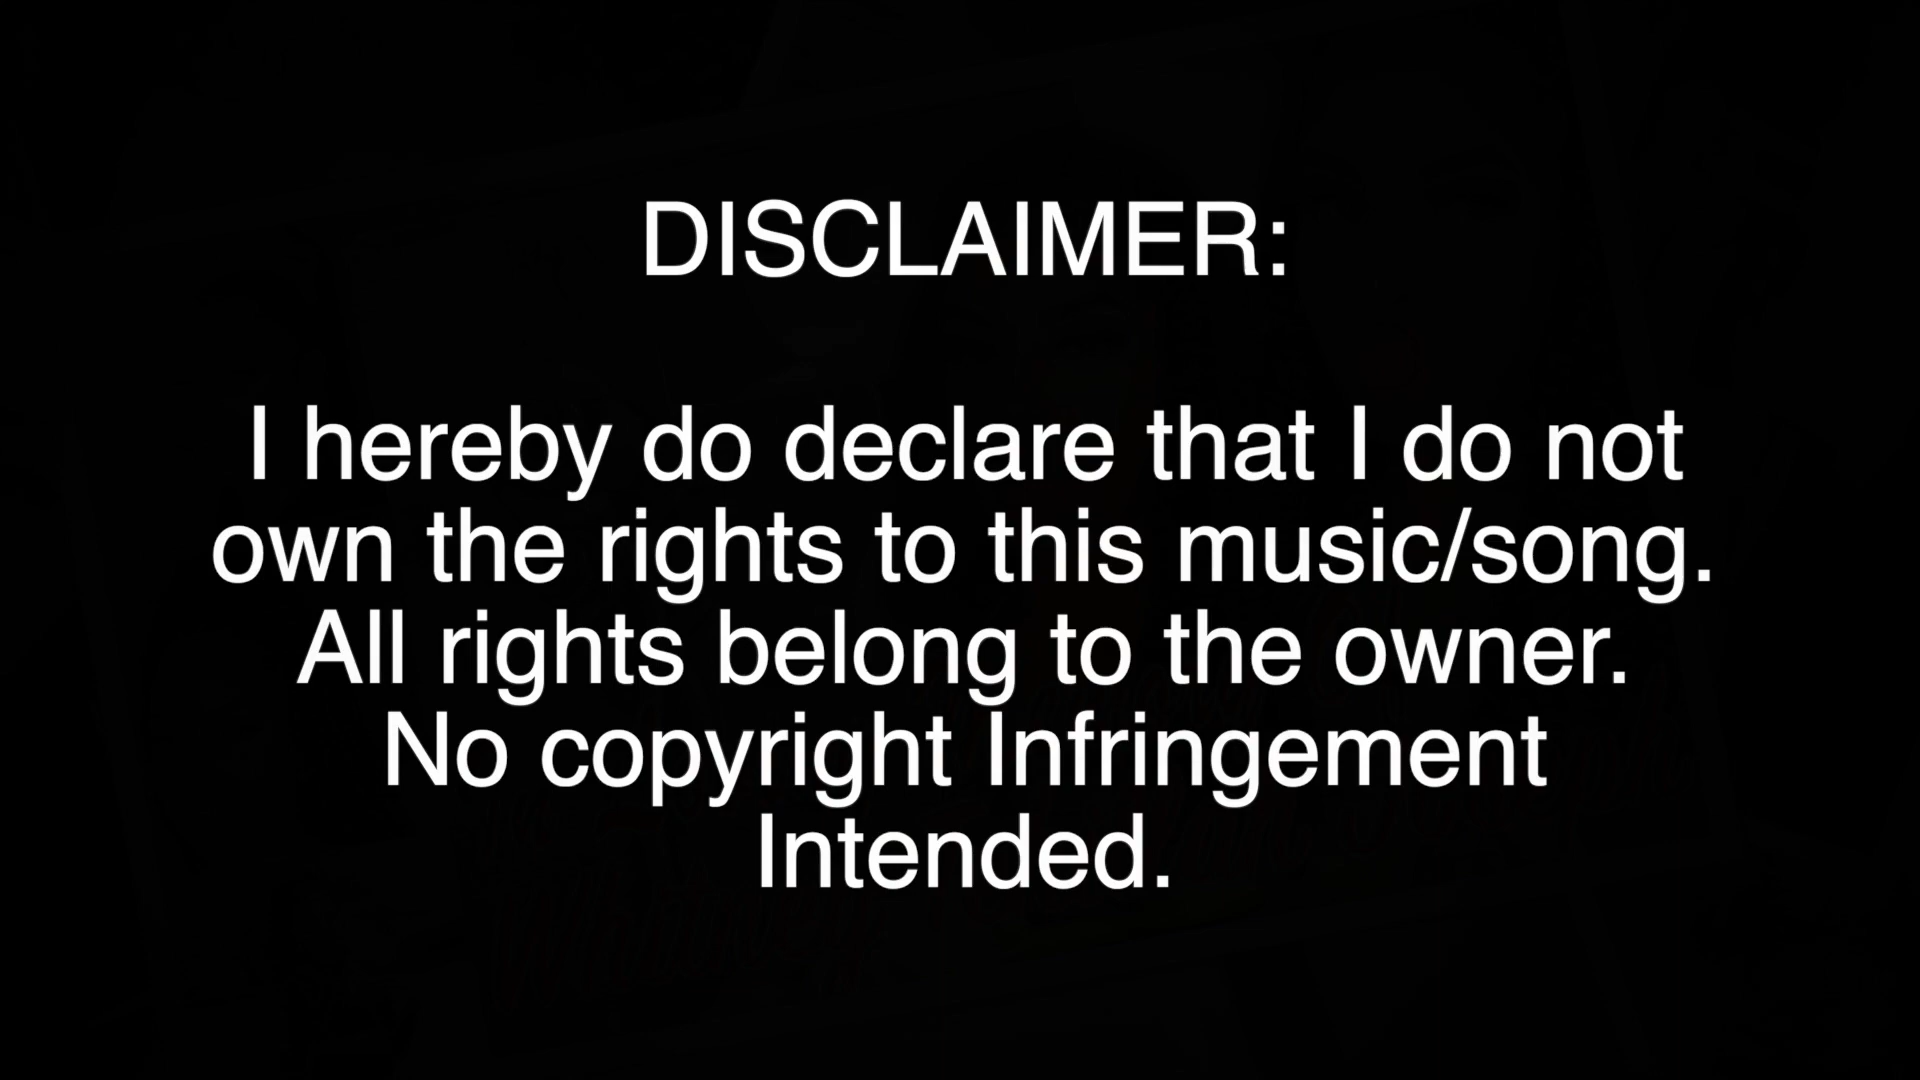 DISCLAIMER:
I hereby do declare that I do not
own the rights to this music/song.
All rights belong to the owner.
No copyright Infringement
Intended.